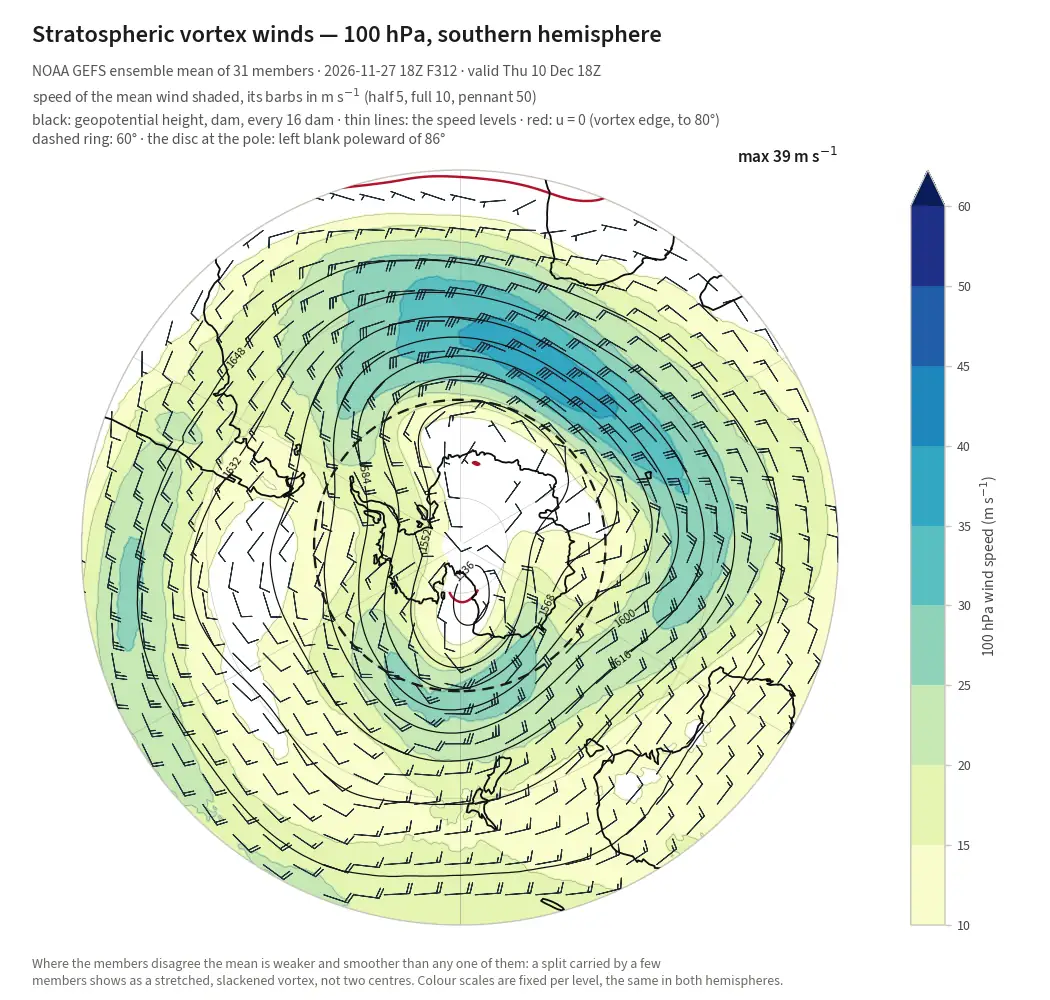 Stratospheric vortex winds — 100 hPa, southern hemisphere
NOAA GEFS ensemble mean of 31 members · 2026-11-27 18Z F312 · valid Thu 10 Dec 18Z
speed of the mean wind shaded, its barbs in m s⁻¹ (half 5, full 10, pennant 50)
black: geopotential height, dam, every 16 dam · thin lines: the speed levels · red: u = 0 (vortex edge, to 80°)
dashed ring: 60° · the disc at the pole: left blank poleward of 86°
max 39 m s⁻¹
60
50
45
40
35
30
25
20
15
10
100 hPa wind speed (m s⁻¹)
1648
1632
584
1552
1536
1568
1600
1616
Where the members disagree the mean is weaker and smoother than any one of them: a split carried by a few
members shows as a stretched, slackened vortex, not two centres. Colour scales are fixed per level, the same in both hemispheres.